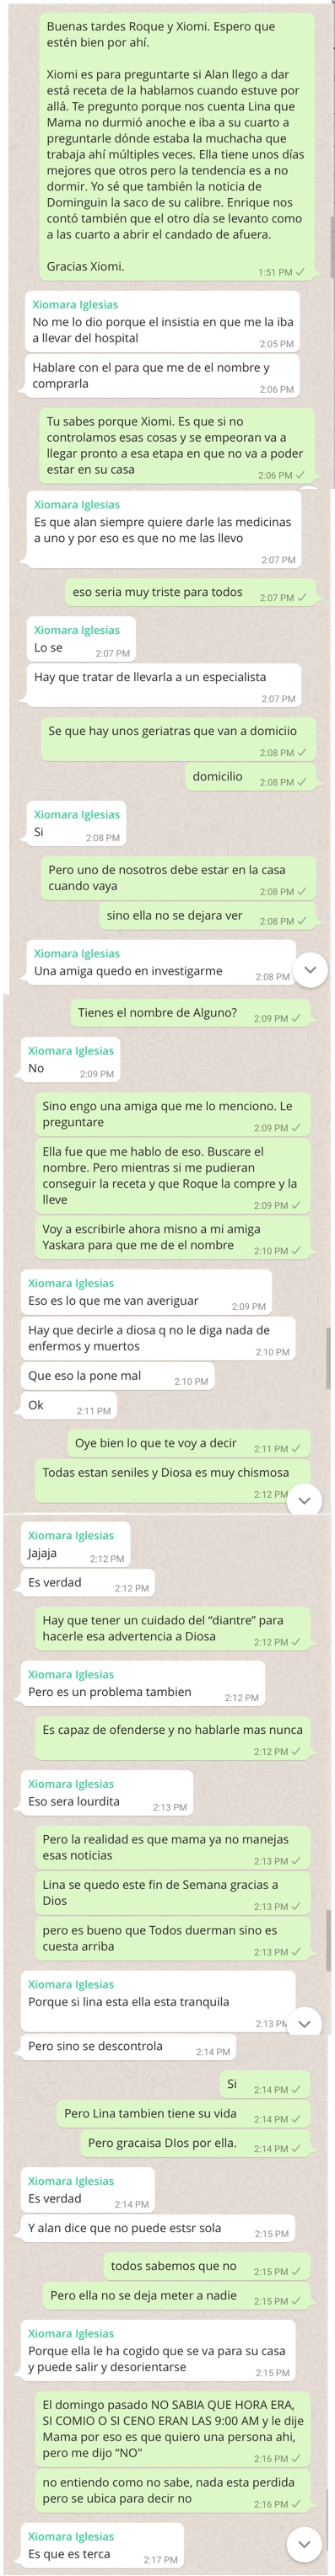 Buenas tardes Roque y Xiomi. Espero que
estén bien por ahí.
Xiomi es para preguntarte si Alan llego a dar
está receta de la hablamos cuando estuve por
allá. Te pregunto porque nos cuenta Lina que
Mama no durmió anoche e iba a su cuarto a
preguntarle dónde estaba la muchacha que
trabaja ahí múltiples veces. Ella tiene unos días
mejores que otros pero la tendencia es a no
dormir. Yo sé que también la noticia de
Dominguin la saco de su calibre. Enrique nos
contó también que el otro día se levanto como
a las cuarto a abrir el candado de afuera.
Gracias Xiomi.
1:51 PM ✓
Xiomara Iglesias
No me lo dio porque el insistia en que me la iba
a llevar del hospital
2:05 PM
Hablare con el para que me de el nombre y
comprarla
2:06 PM
Tu sabes porque Xiomi. Es que si no
controlamos esas cosas y se empeoran va a
llegar pronto a esa etapa en que no va a poder
estar en su casa
2:06 PM ✓
Xiomara Iglesias
Es que alan siempre quiere darle las medicinas
a uno y por eso es que no me las llevo
2:07 PM
eso seria muy triste para todos 2:07 PM ✓
Xiomara Iglesias
Lo se 2:07 PM
Hay que tratar de llevarla a un especialista
2:07 PM
Se que hay unos geriatras que van a domiciio
2:08 PM ✓
domicilio 2:08 PM ✓
Xiomara Iglesias
Si 2:08 PM
Pero uno de nosotros debe estar en la casa
cuando vaya 2:08 PM ✓
sino ella no se dejara ver 2:08 PM ✓
Xiomara Iglesias
Una amiga quedo en investigarme 2:08 PM
Tienes el nombre de Alguno? 2:09 PM ✓
Xiomara Iglesias
No 2:09 PM
Sino engo una amiga que me lo menciono. Le
preguntare 2:09 PM ✓
Ella fue que me hablo de eso. Buscare el
nombre. Pero mientras si me pudieran
conseguir la receta y que Roque la compre y la
lleve 2:09 PM ✓
Voy a escribirle ahora misno a mi amiga
Yaskara para que me de el nombre 2:10 PM ✓
Xiomara Iglesias
Eso es lo que me van averiguar 2:09 PM
Hay que decirle a diosa q no le diga nada de
enfermos y muertos 2:10 PM
Que eso la pone mal 2:10 PM
Ok 2:11 PM
Oye bien lo que te voy a decir 2:11 PM ✓
Todas estan seniles y Diosa es muy chismosa
2:12 PM
Xiomara Iglesias
Jajaja 2:12 PM
Es verdad 2:12 PM
Hay que tener un cuidado del “diantre” para
hacerle esa advertencia a Diosa 2:12 PM ✓
Xiomara Iglesias
Pero es un problema tambien 2:12 PM
Es capaz de ofenderse y no hablarle mas nunca
2:12 PM ✓
Xiomara Iglesias
Eso sera lourdita 2:13 PM
Pero la realidad es que mama ya no manejas
esas noticias 2:13 PM ✓
Lina se quedo este fin de Semana gracias a
Dios 2:13 PM ✓
pero es bueno que Todos duerman sino es
cuesta arriba 2:13 PM ✓
Xiomara Iglesias
Porque si lina esta ella esta tranquila
2:13 PM
Pero sino se descontrola 2:14 PM
Si 2:14 PM ✓
Pero Lina tambien tiene su vida 2:14 PM ✓
Pero gracaisa DIos por ella. 2:14 PM ✓
Xiomara Iglesias
Es verdad 2:14 PM
Y alan dice que no puede estsr sola 2:15 PM
todos sabemos que no 2:15 PM ✓
Pero ella no se deja meter a nadie 2:15 PM ✓
Xiomara Iglesias
Porque ella le ha cogido que se va para su casa
y puede salir y desorientarse 2:15 PM
El domingo pasado NO SABIA QUE HORA ERA,
SI COMIO O SI CENO ERAN LAS 9:00 AM y le dije
Mama por eso es que quiero una persona ahi,
pero me dijo “NO" 2:16 PM ✓
no entiendo como no sabe, nada esta perdida
pero se ubica para decir no 2:16 PM ✓
Xiomara Iglesias
Es que es terca 2:17 PM